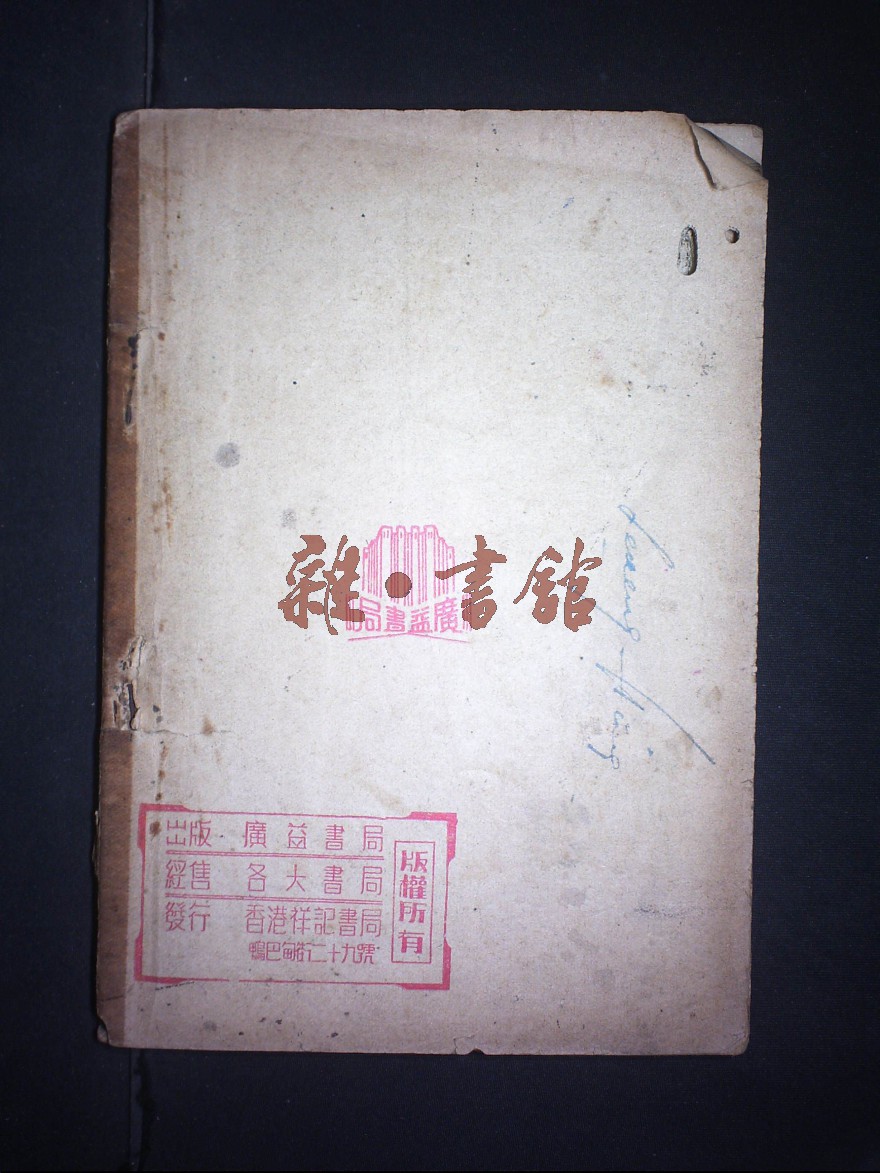 雜·書館
局書益廣
出版 廣益書局
經售 各大書局
發行 香港祥記書局
鴨巴甸街二十九號
版權所有